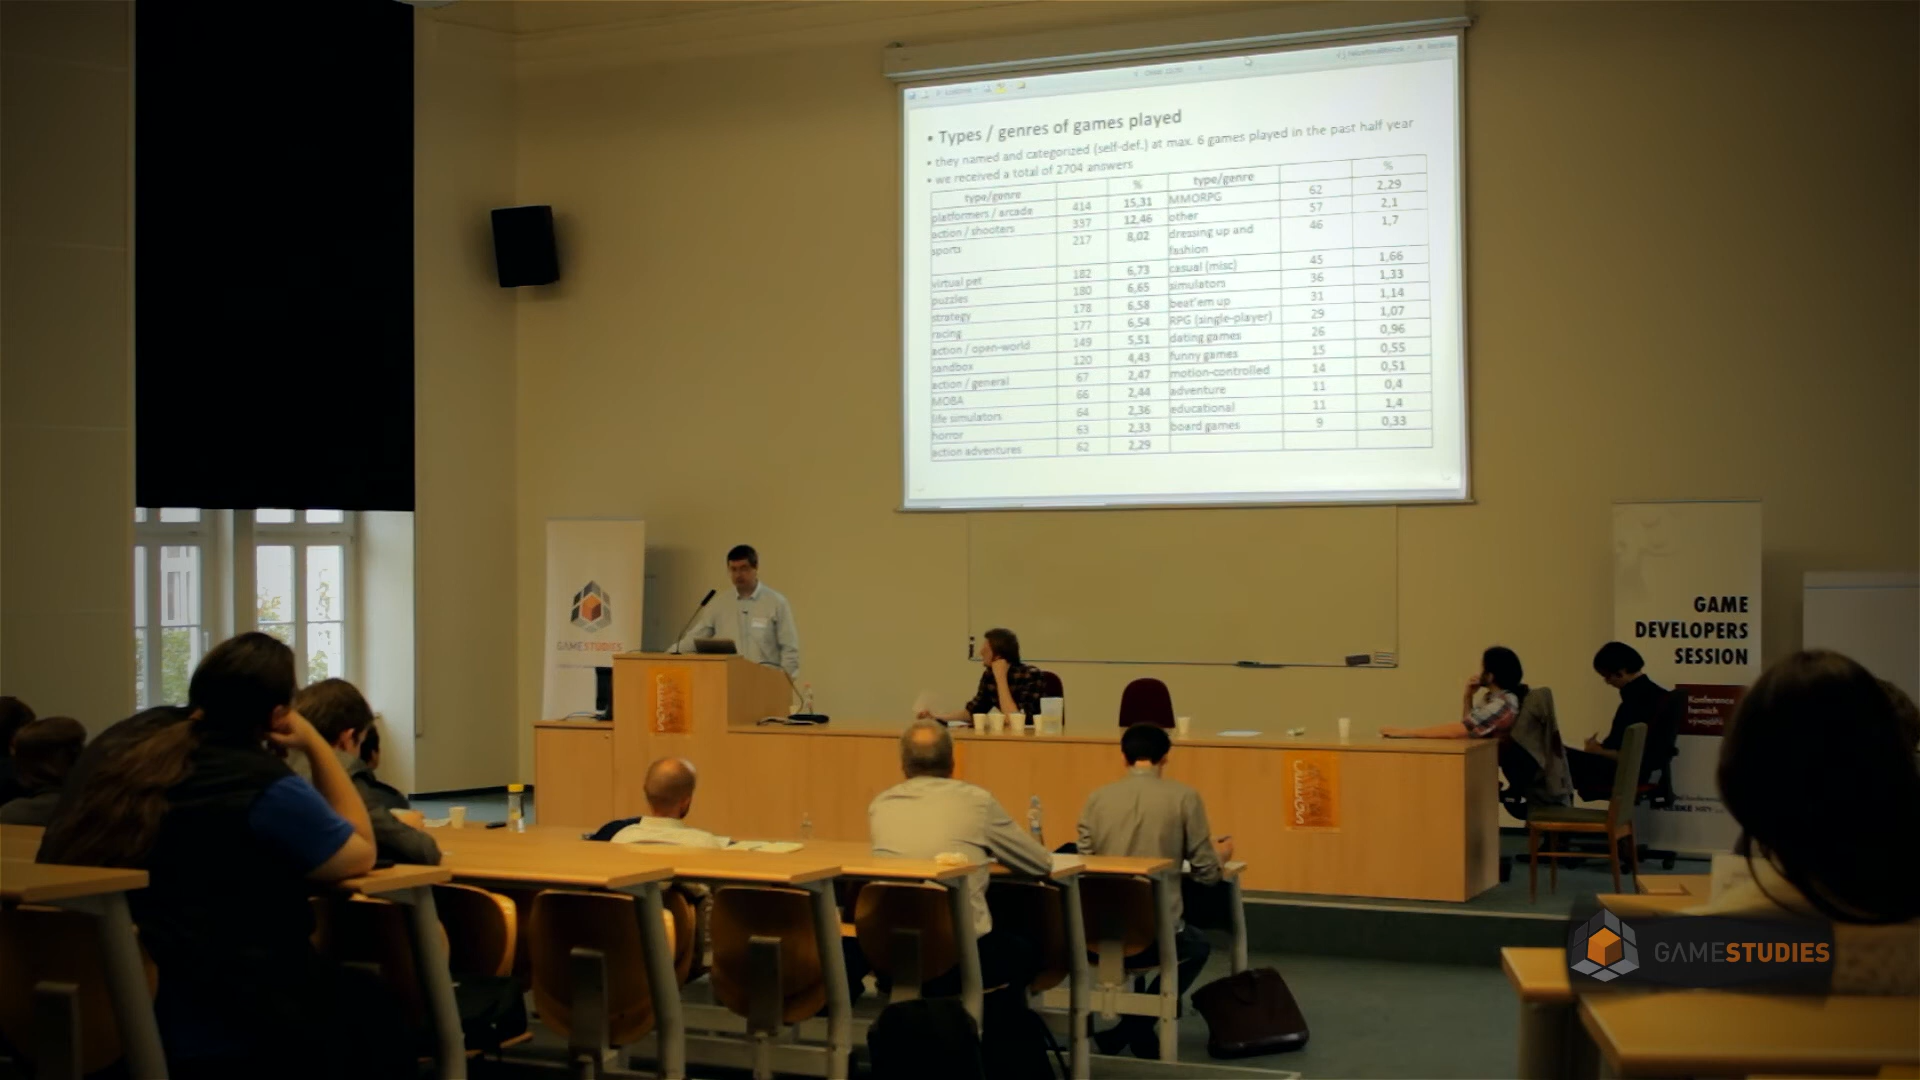 • Types / genres of games played
• they named and categorized (self-def.) at max. 6 games played in the past half year
• we received a total of 2704 answers
type/genre % type/genre %
platformers / arcade 414 15,31 MMORPG 62 2,29
action / shooters 337 12,46 other 57 2,1
sports 217 8,02 dressing up and fashion 46 1,7
virtual pet 182 6,73 casual (misc) 45 1,66
puzzles 180 6,65 simulators 36 1,33
strategy 178 6,58 beat'em up 31 1,14
racing 177 6,54 RPG (single-player) 29 1,07
action / open-world 149 5,51 dating games 26 0,96
sandbox 120 4,43 funny games 15 0,55
action / general 67 2,47 motion-controlled 14 0,51
MOBA 66 2,44 adventure 11 0,4
life simulators 64 2,36 educational 11 1,4
horror 63 2,33 board games 9 0,33
action adventures 62 2,29
GAMESTUDIES
GAME
DEVELOPERS
SESSION
Konference
herních
vývojářů
GAMESTUDIES